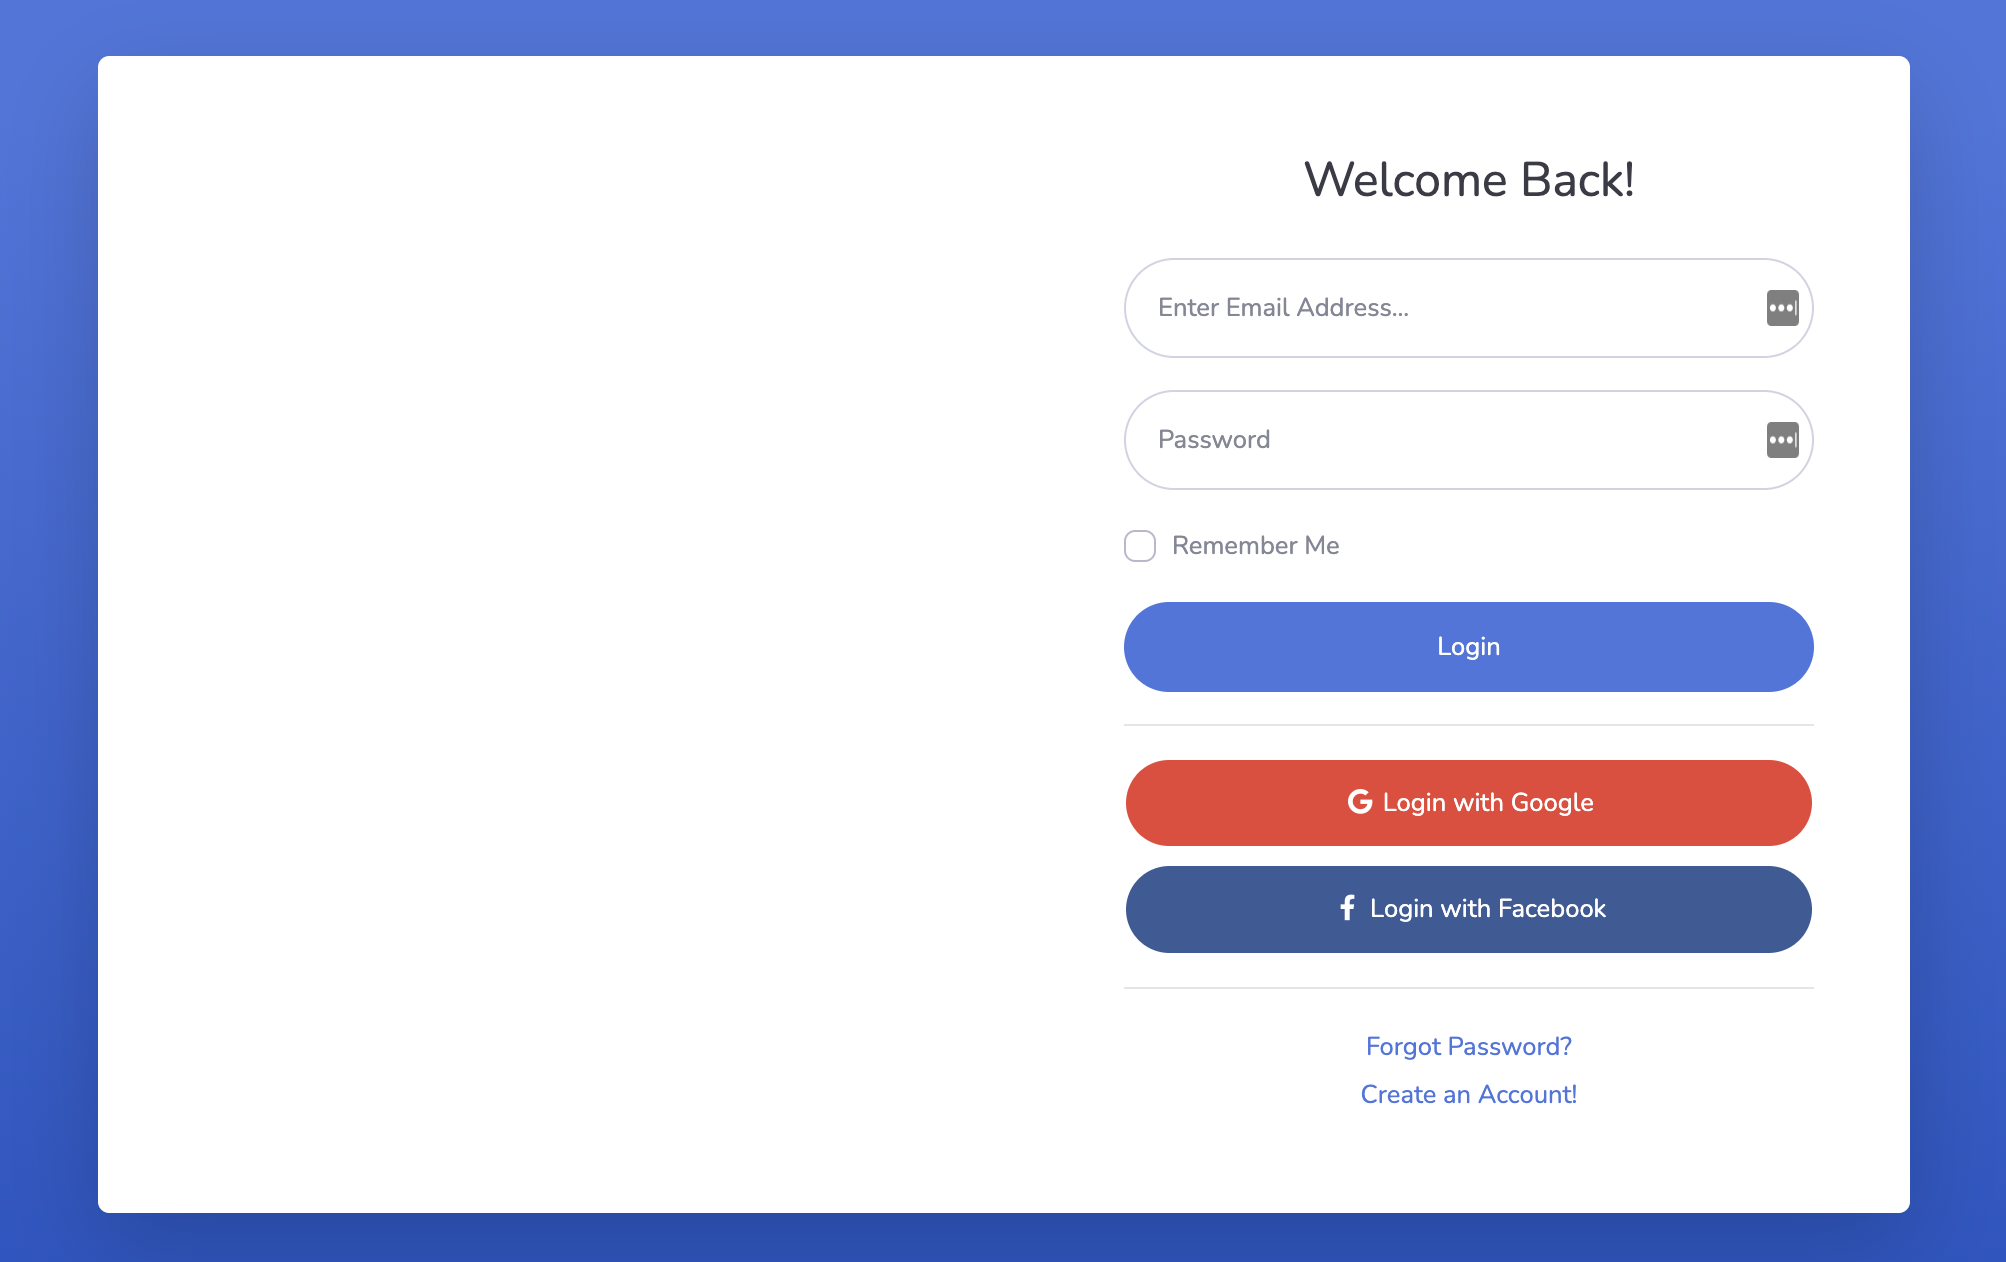 Welcome Back!
Enter Email Address...
Password
Remember Me
Login
Login with Google
Login with Facebook
Forgot Password?
Create an Account!